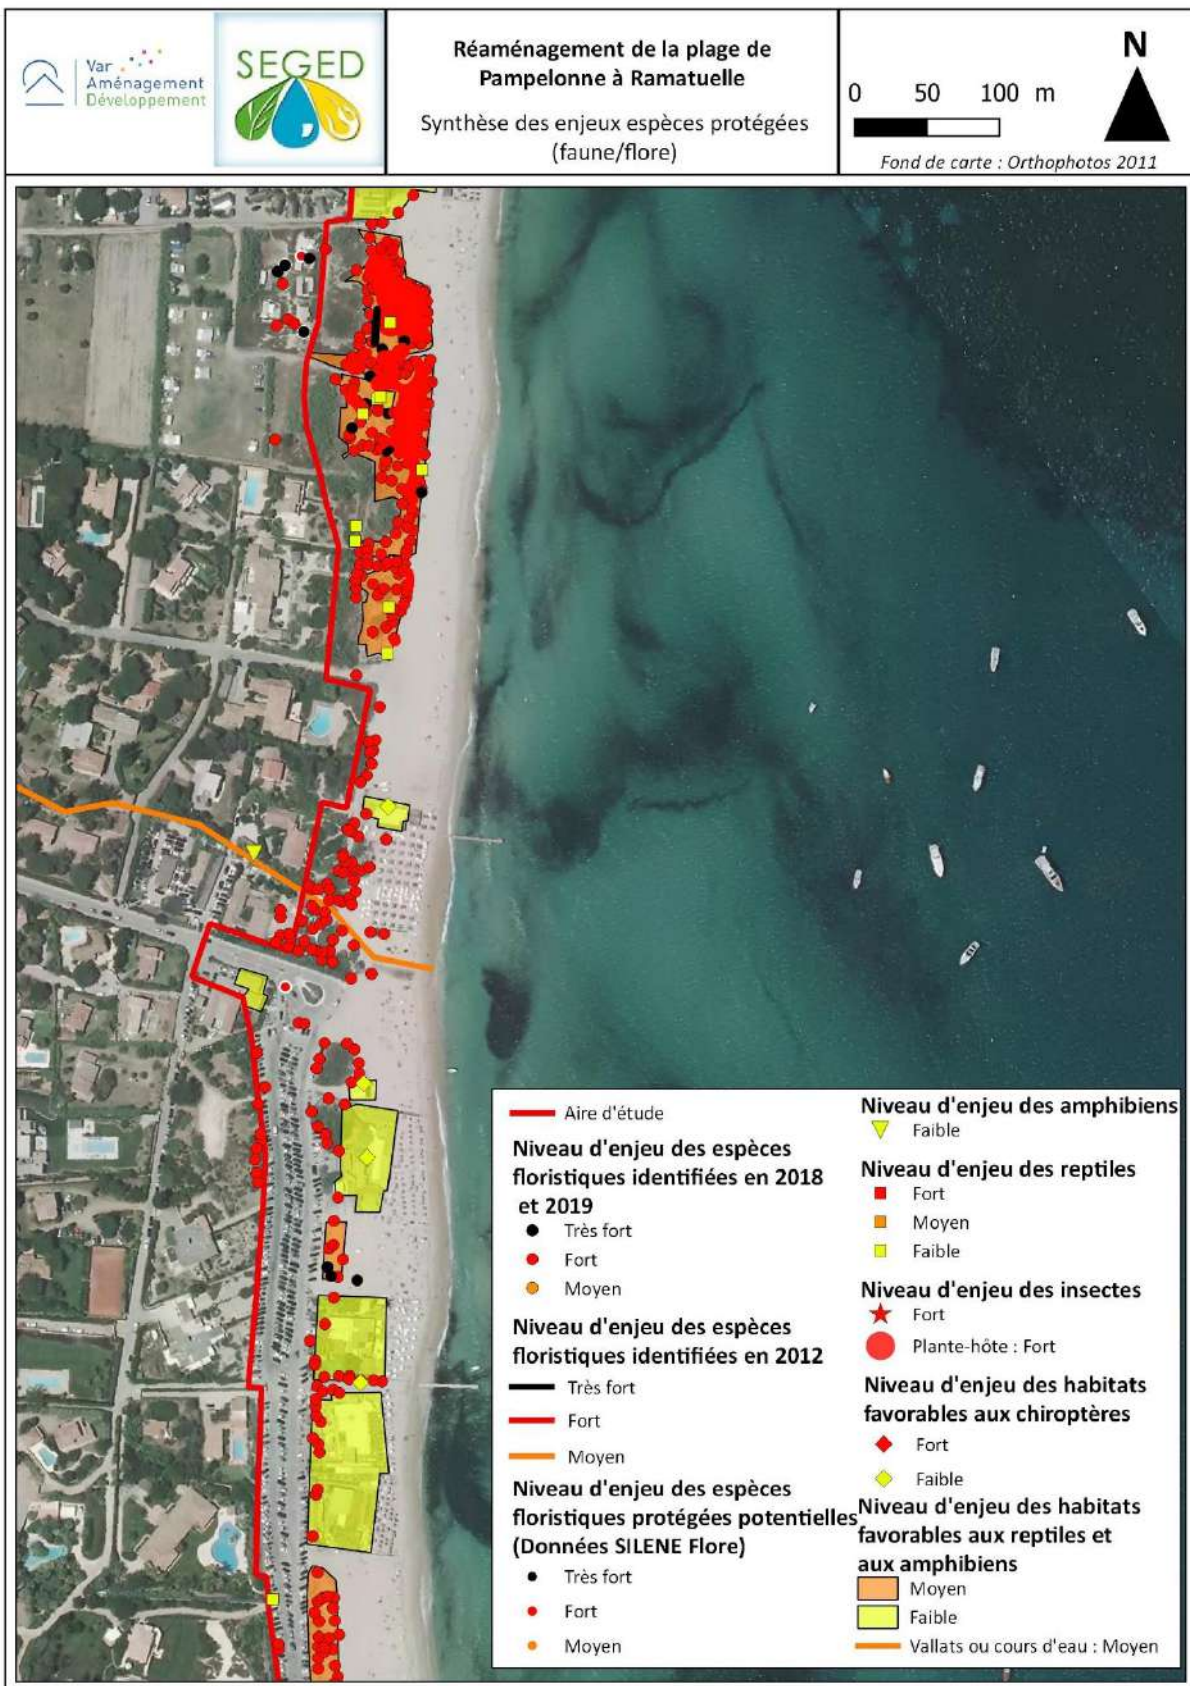 Var
Aménagement
Développement
SEGED
Réaménagement de la plage de
Pampelonne à Ramatuelle
Synthèse des enjeux espèces protégées
(faune/flore)
0 50 100 m
N
Fond de carte : Orthophotos 2011
Aire d'étude
Niveau d'enjeu des espèces
floristiques identifiées en 2018
et 2019
Très fort
Fort
Moyen
Niveau d'enjeu des espèces
floristiques identifiées en 2012
Très fort
Fort
Moyen
Niveau d'enjeu des espèces
floristiques protégées potentielles
(Données SILENE Flore)
Très fort
Fort
Moyen
Niveau d'enjeu des amphibiens
Faible
Niveau d'enjeu des reptiles
Fort
Moyen
Faible
Niveau d'enjeu des insectes
Fort
Plante-hôte : Fort
Niveau d'enjeu des habitats
favorables aux chiroptères
Fort
Faible
Niveau d'enjeu des habitats
favorables aux reptiles et
aux amphibiens
Moyen
Faible
Vallats ou cours d'eau : Moyen